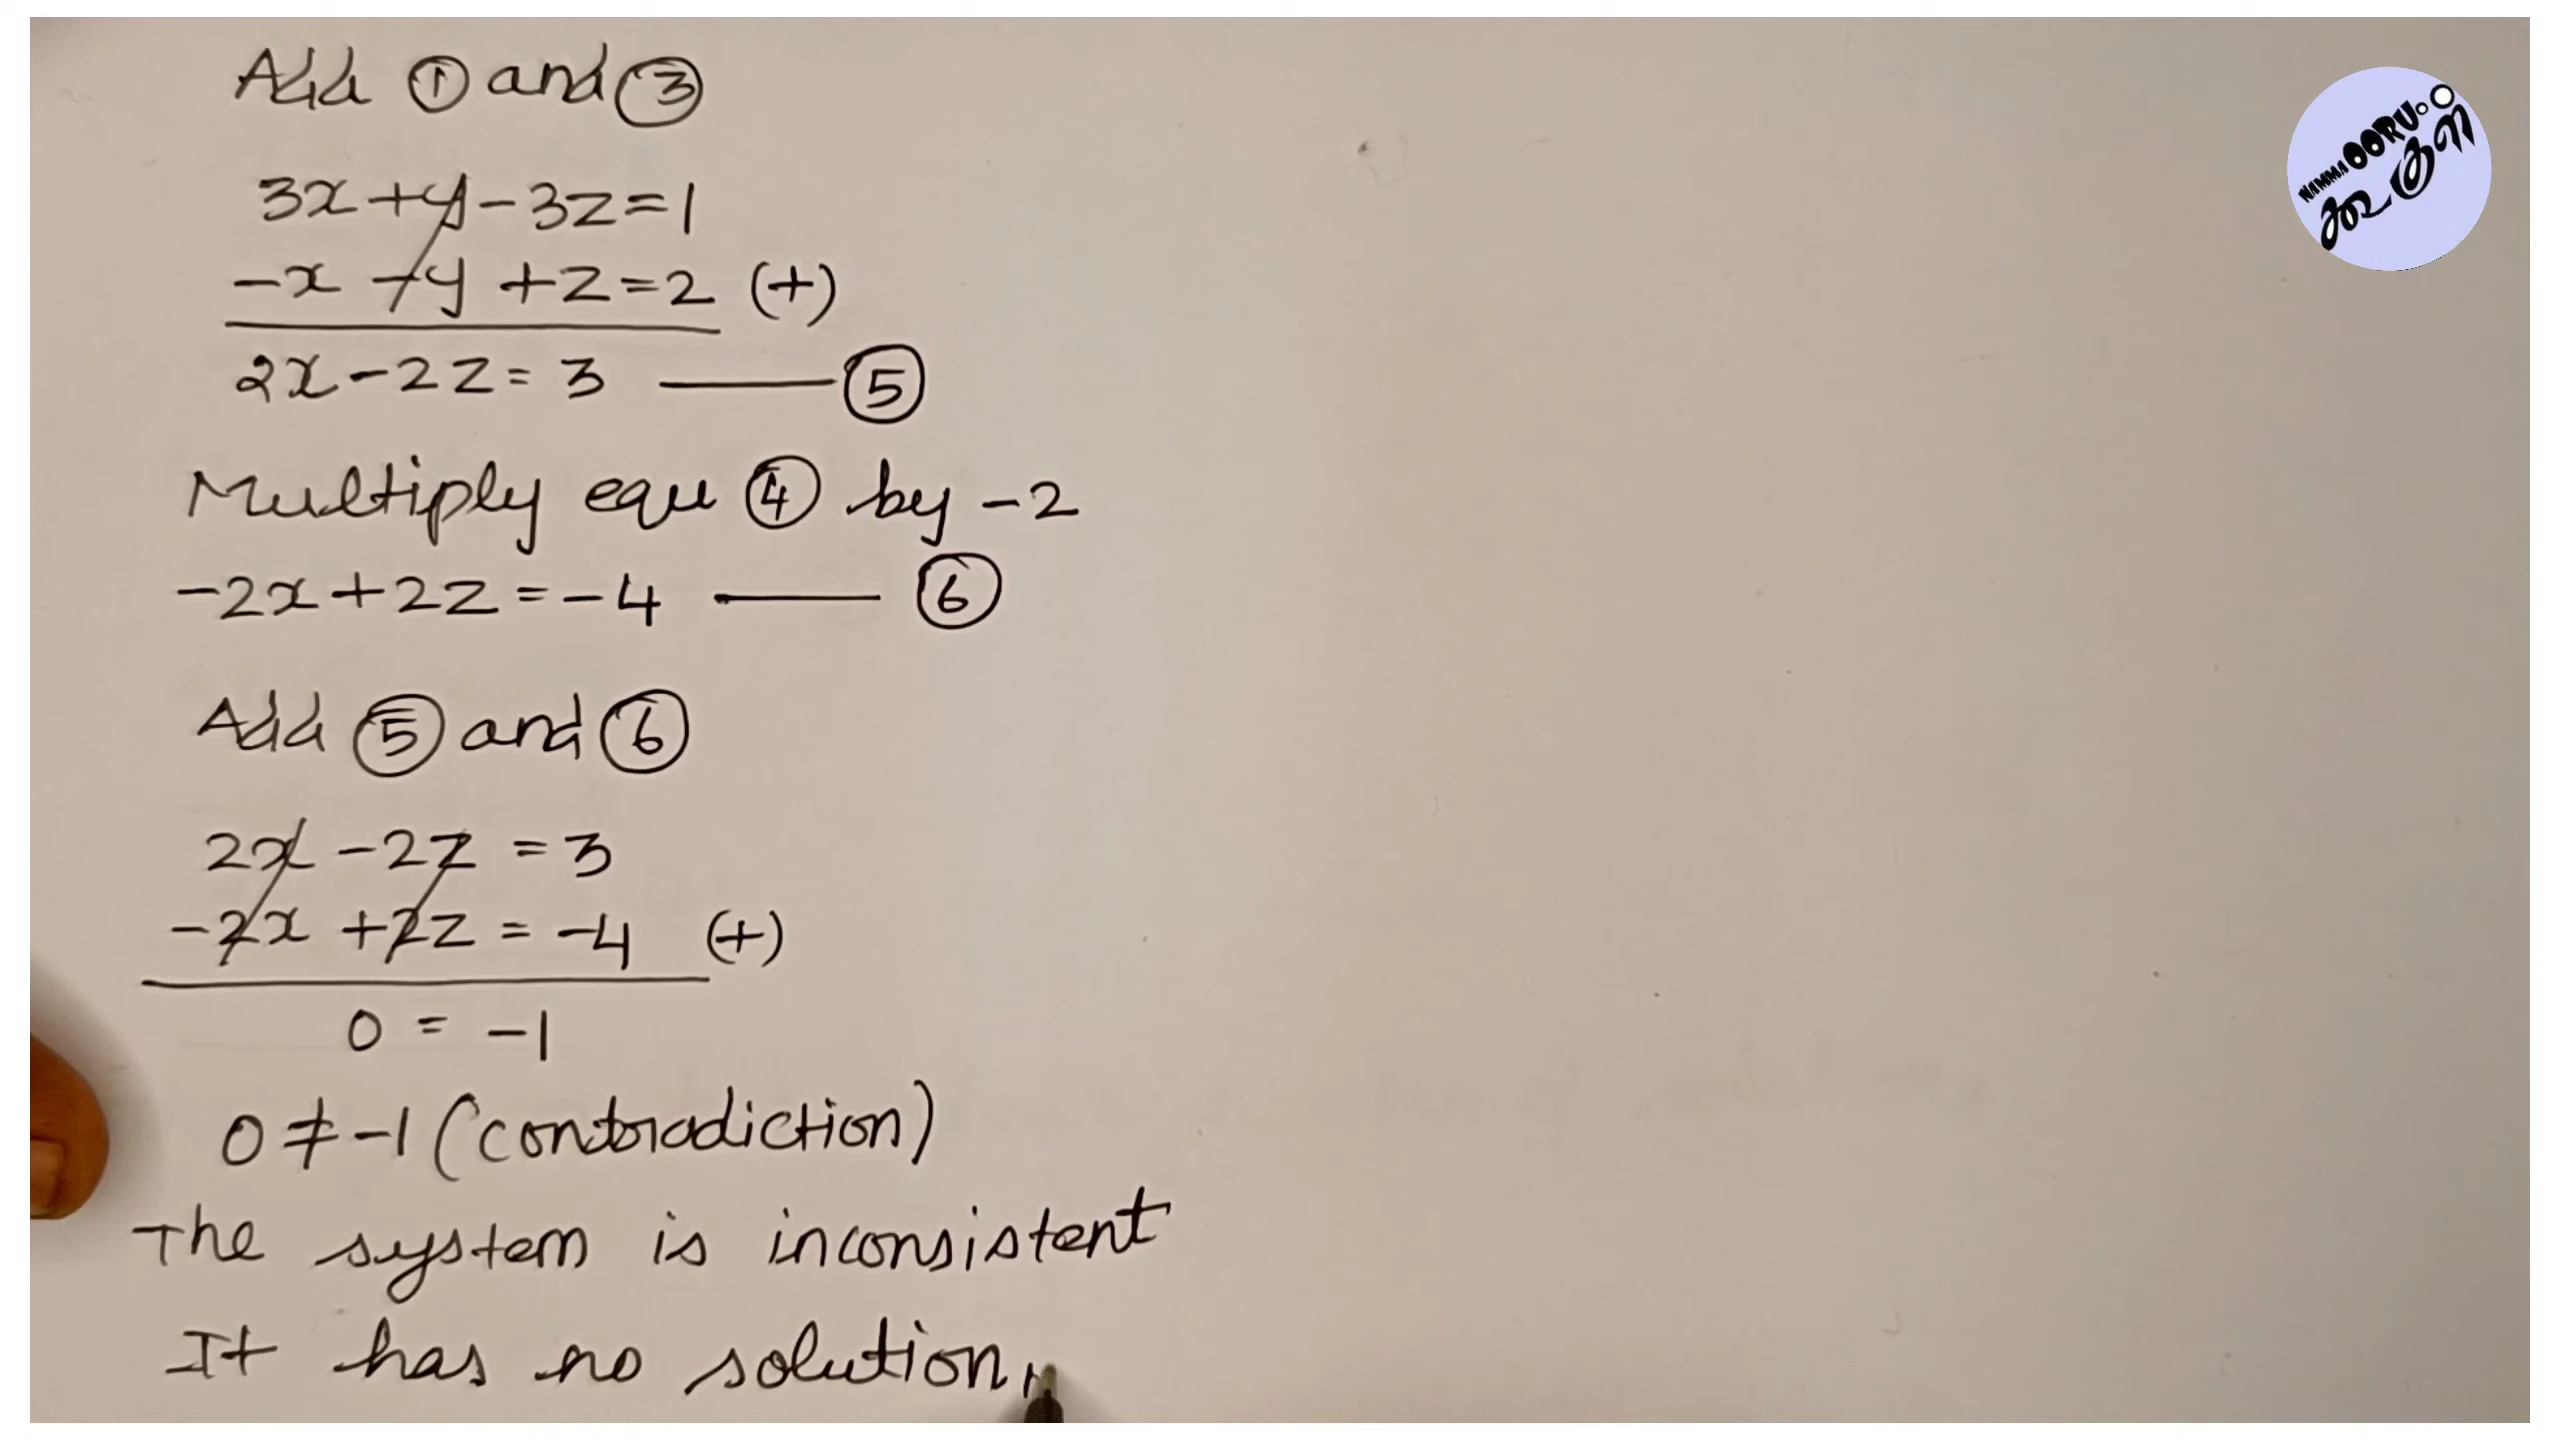 Add ① and ③
3x+y-3z=1
-x -y +z=2 (+)
2x-2z= 3 —— ⑤
Multiply equ ④ by -2
-2x+2z=-4 —— ⑥
Add ⑤ and ⑥
2x -2z = 3
-2x +2z = -4 (+)
0 = -1
0 ≠ -1 (contradiction)
The system is inconsistent
It has no solution
NAMMA OORU